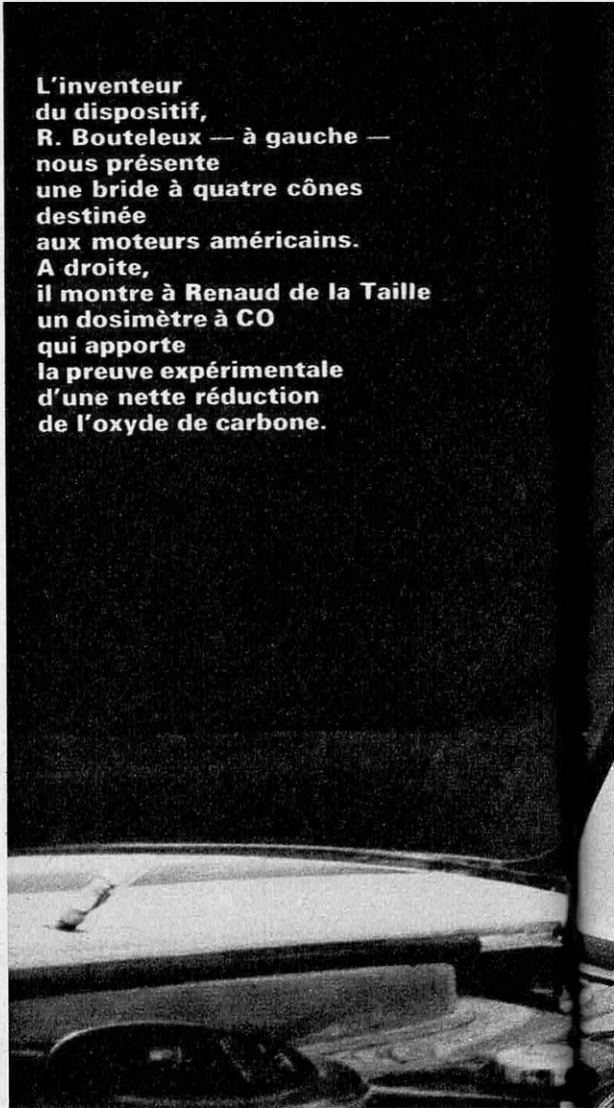 L'inventeur
du dispositif,
R. Bouteleux — à gauche —
nous présente
une bride à quatre cônes
destinée
aux moteurs américains.
A droite,
il montre à Renaud de la Taille
un dosimètre à CO
qui apporte
la preuve expérimentale
d'une nette réduction
de l'oxyde de carbone.